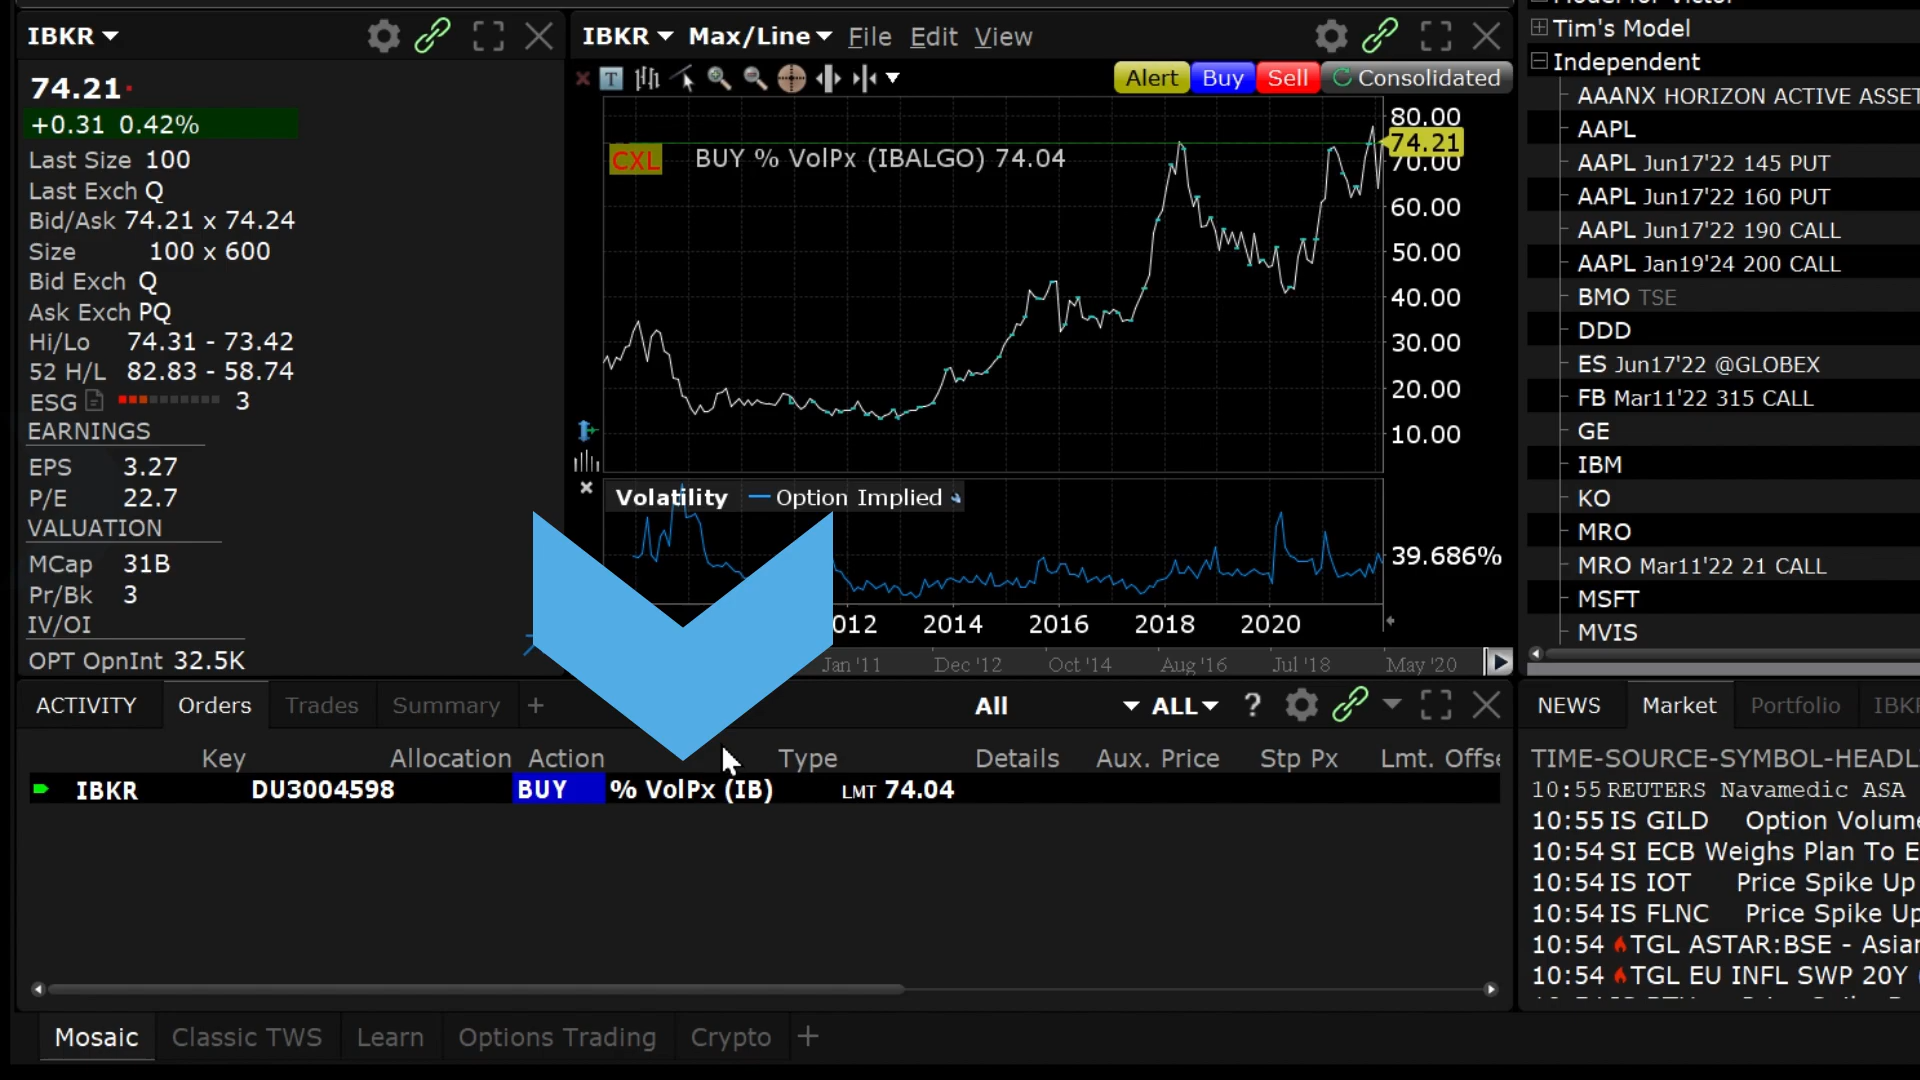 IBKR
74.21
+0.31 0.42%
Last Size 100
Last Exch Q
Bid/Ask 74.21 x 74.24
Size 100 x 600
Bid Exch Q
Ask Exch PQ
Hi/Lo 74.31 - 73.42
52 H/L 82.83 - 58.74
ESG 3
EARNINGS
EPS 3.27
P/E 22.7
VALUATION
MCap 31B
Pr/Bk 3
IV/OI
OPT OpnInt 32.5K
IBKR Max/Line File Edit View
T Alert Buy Sell Consolidated
CXL BUY % VolPx (IBALGO) 74.04
80.00
74.21
70.00
60.00
50.00
40.00
30.00
20.00
10.00
Volatility Option Implied
39.686%
012 2014 2016 2018 2020
Jan '11 Dec '12 Oct '14 Aug '16 Jul '18 May '20
Tim's Model
Independent
AAANX HORIZON ACTIVE ASSET
AAPL
AAPL Jun17'22 145 PUT
AAPL Jun17'22 160 PUT
AAPL Jun17'22 190 CALL
AAPL Jan19'24 200 CALL
BMO TSE
DDD
ES Jun17'22 @GLOBEX
FB Mar11'22 315 CALL
GE
IBM
KO
MRO
MRO Mar11'22 21 CALL
MSFT
MVIS
ACTIVITY Orders Trades Summary + All ALL ?
Key Allocation Action Type Details Aux. Price Stp Px Lmt. Offse
IBKR DU3004598 BUY % VolPx (IB) LMT 74.04
NEWS Market Portfolio IBKR
TIME-SOURCE-SYMBOL-HEADL
10:55 REUTERS Navamedic ASA
10:55 IS GILD Option Volume
10:54 SI ECB Weighs Plan To E
10:54 IS IOT Price Spike Up
10:54 IS FLNC Price Spike Up
10:54 TGL ASTAR:BSE - Asian
10:54 TGL EU INFL SWP 20Y
Mosaic Classic TWS Learn Options Trading Crypto +